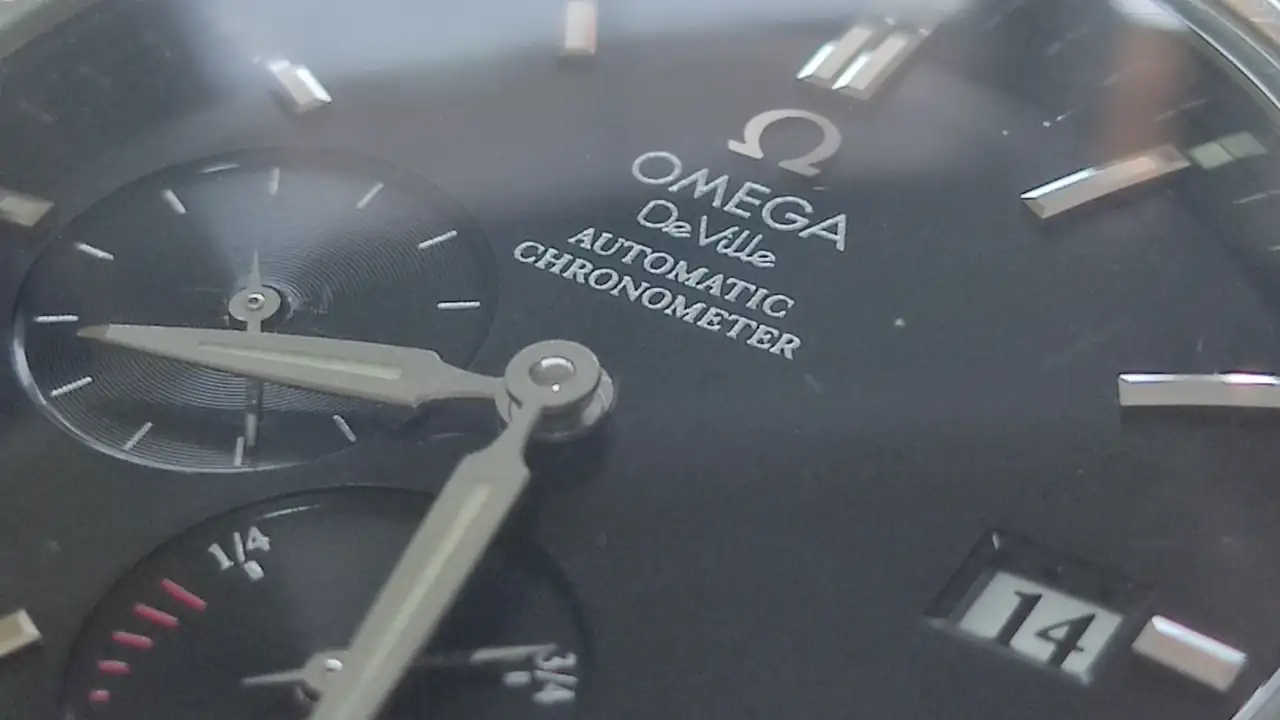 Ω
OMEGA
De Ville
AUTOMATIC
CHRONOMETER
1/4
3/4
14